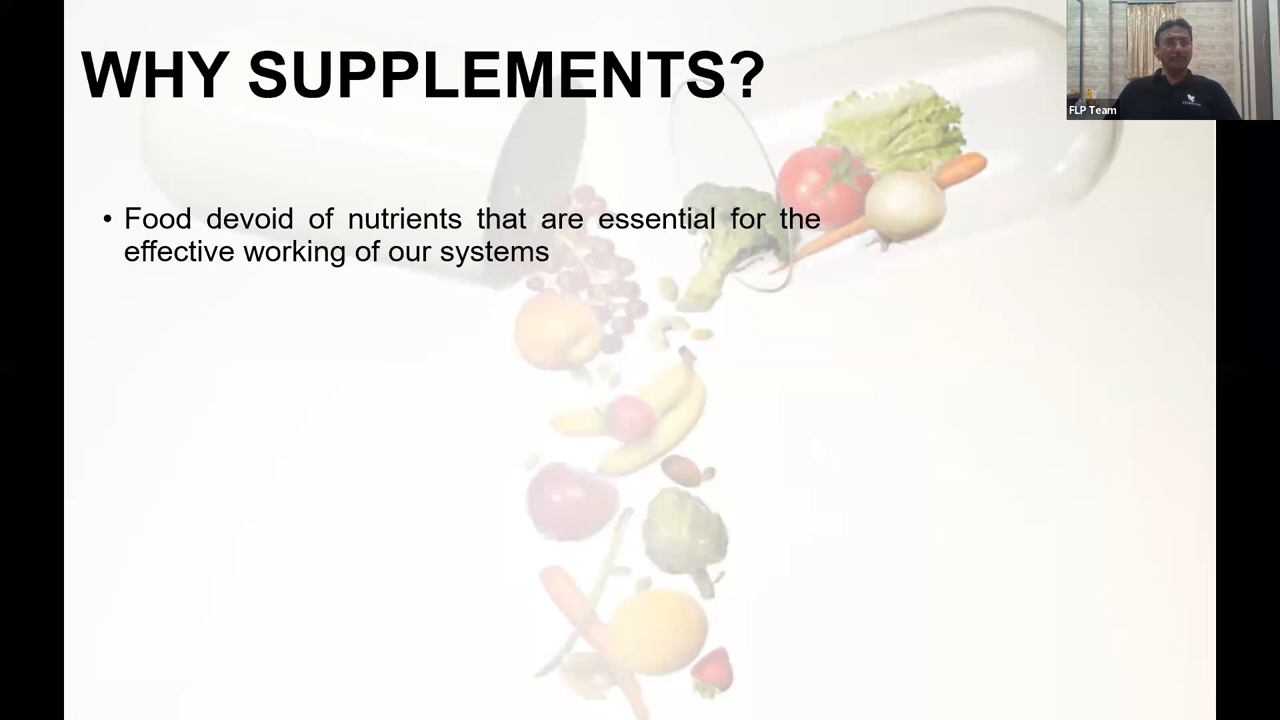 WHY SUPPLEMENTS?
• Food devoid of nutrients that are essential for the
effective working of our systems
FLP Team